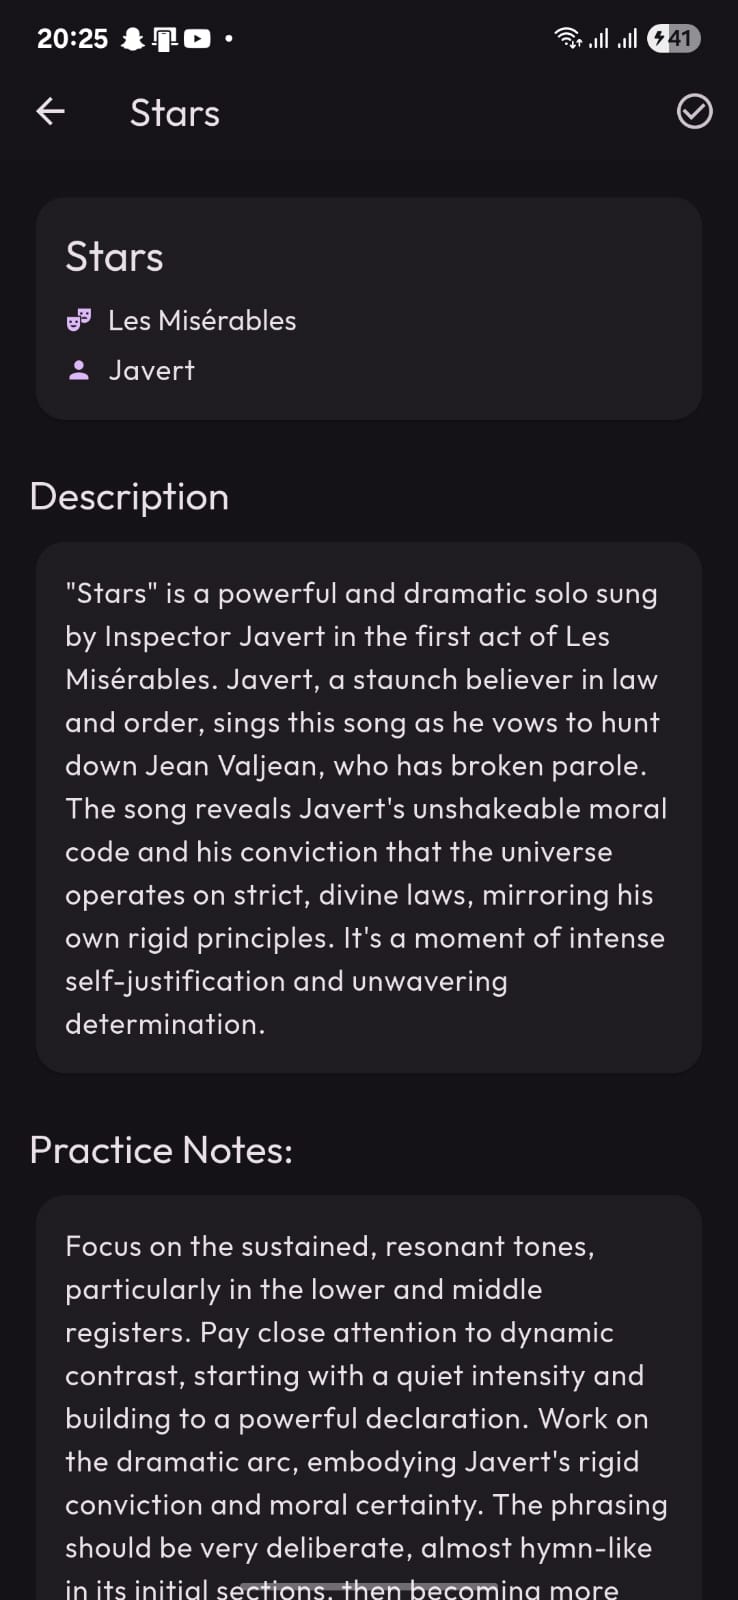 20:25
41
Stars
Stars
Les Misérables
Javert
Description
"Stars" is a powerful and dramatic solo sung
by Inspector Javert in the first act of Les
Misérables. Javert, a staunch believer in law
and order, sings this song as he vows to hunt
down Jean Valjean, who has broken parole.
The song reveals Javert's unshakeable moral
code and his conviction that the universe
operates on strict, divine laws, mirroring his
own rigid principles. It's a moment of intense
self-justification and unwavering
determination.
Practice Notes:
Focus on the sustained, resonant tones,
particularly in the lower and middle
registers. Pay close attention to dynamic
contrast, starting with a quiet intensity and
building to a powerful declaration. Work on
the dramatic arc, embodying Javert's rigid
conviction and moral certainty. The phrasing
should be very deliberate, almost hymn-like
in its initial sections, then becoming more